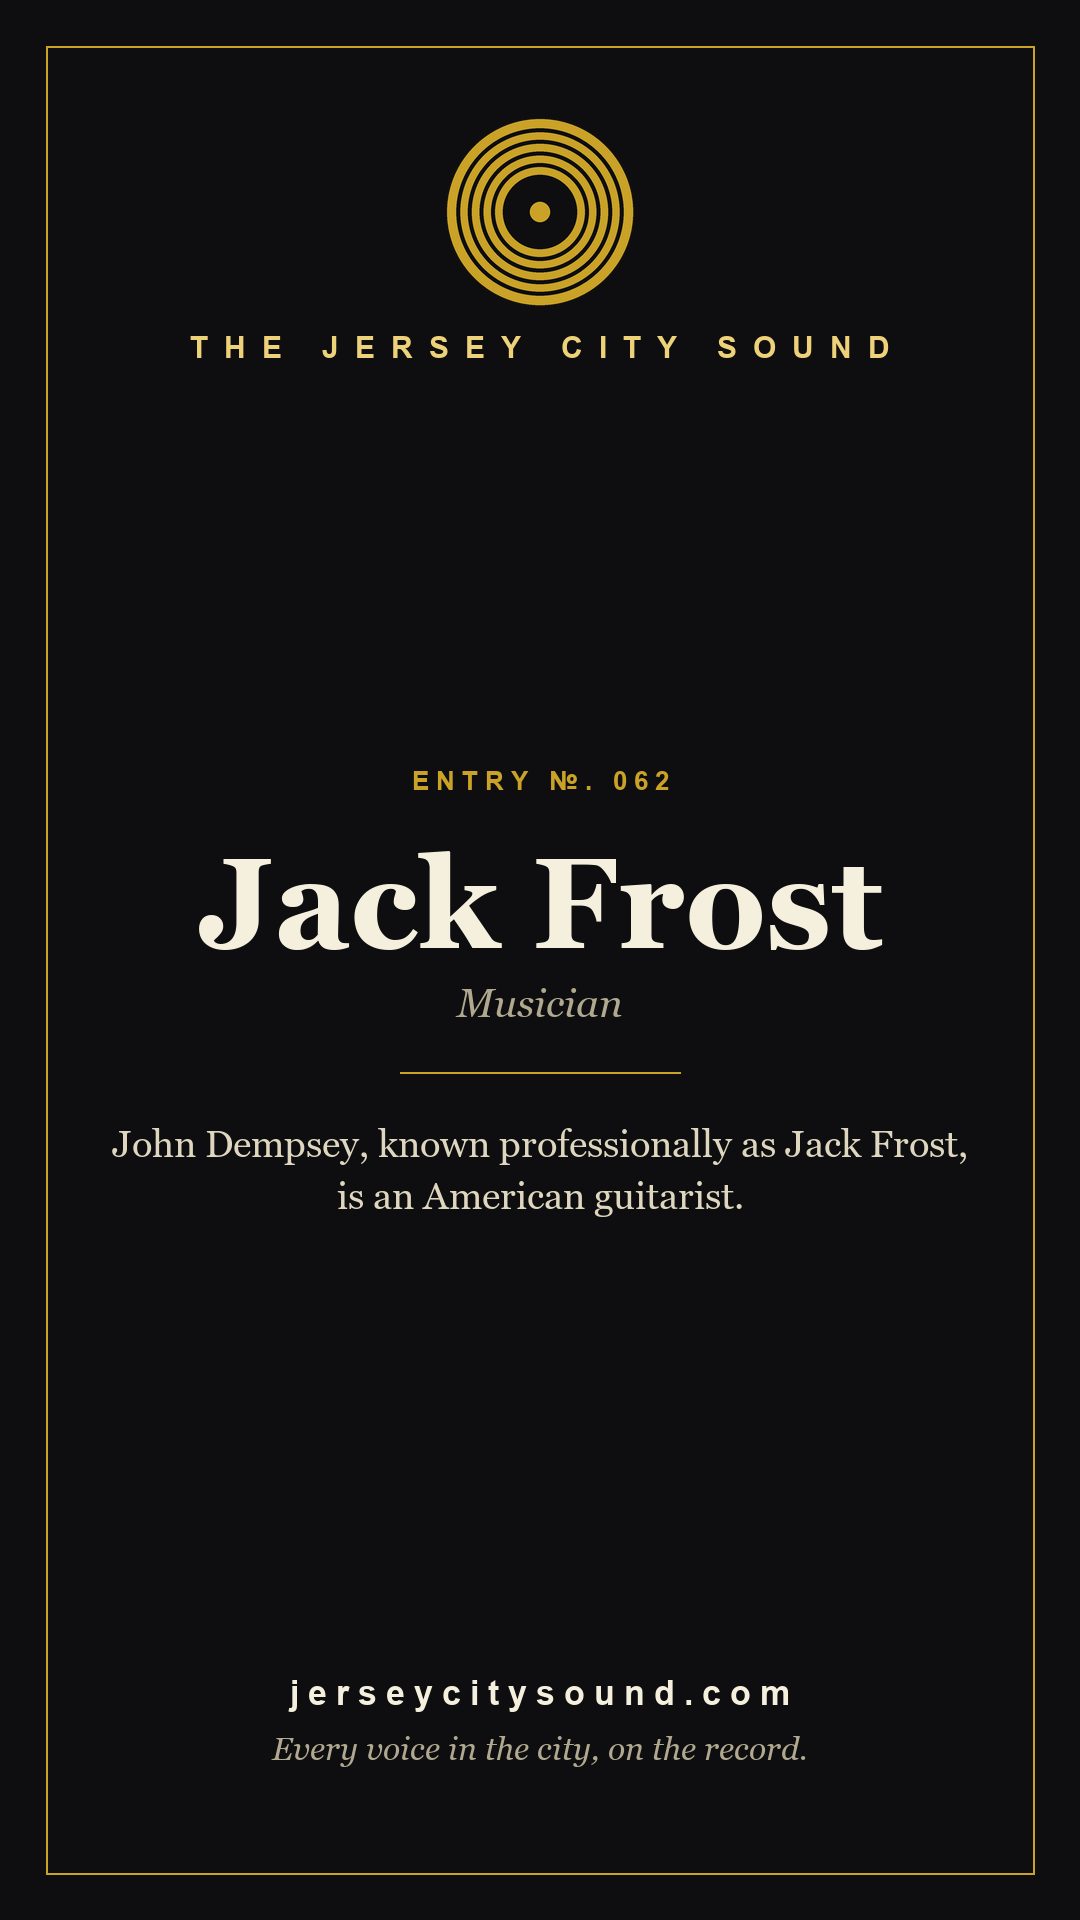 THE JERSEY CITY SOUND
ENTRY №. 062
Jack Frost
Musician
John Dempsey, known professionally as Jack Frost,
is an American guitarist.
jerseycitysound.com
Every voice in the city, on the record.